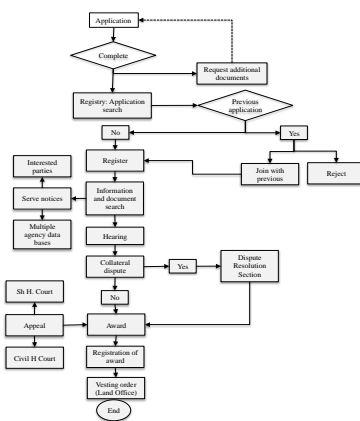 Application
Complete
Request additional
documents
Registry: Application
search
Previous
application
No
Yes
Interested
parties
Register
Join with
previous
Reject
Serve notices
Information
and document
search
Multiple
agency data
bases
Hearing
Collateral
dispute
Yes
Dispute
Resolution
Section
Sh H. Court
No
Appeal
Award
Civil H Court
Registration of
award
Vesting order
(Land Office)
End